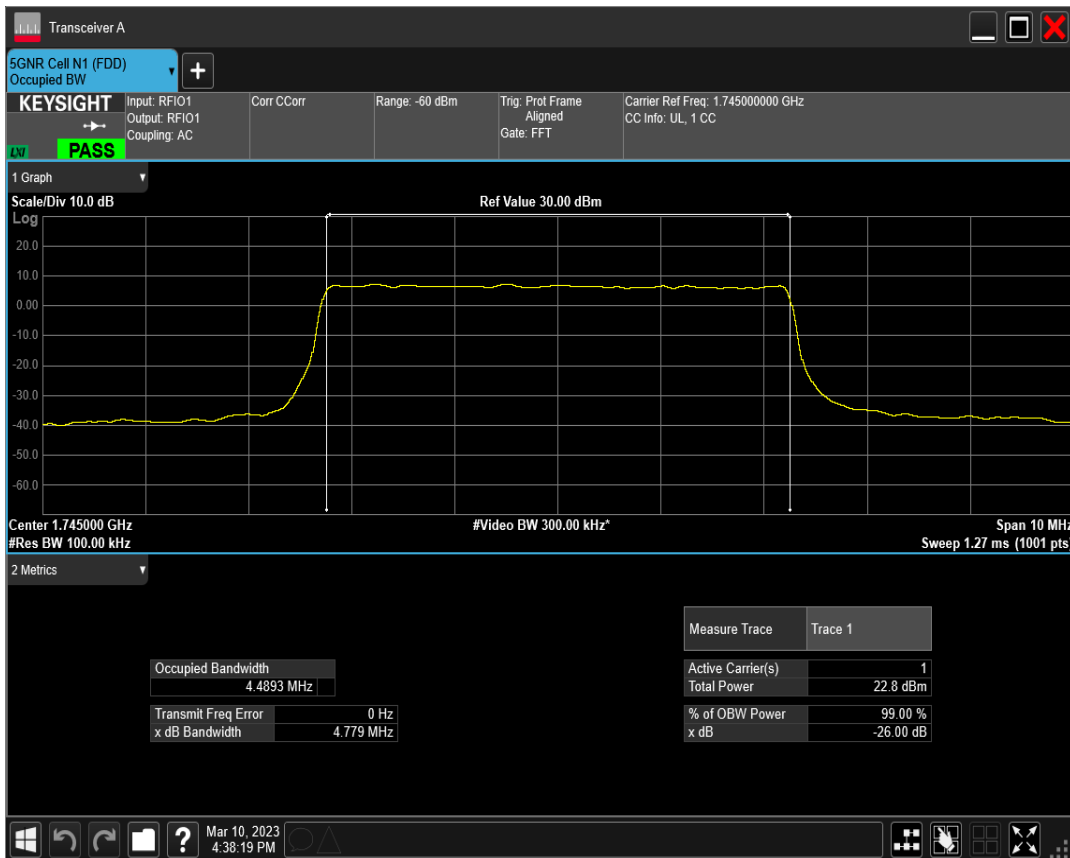 Transceiver A
5GNR Cell N1 (FDD)
Occupied BW
+
KEYSIGHT
LXI
PASS
Input: RFIO1
Output: RFIO1
Coupling: AC
Corr CCorr
Range: -60 dBm
Trig: Prot Frame
Aligned
Gate: FFT
Carrier Ref Freq: 1.745000000 GHz
CC Info: UL, 1 CC
1 Graph
Scale/Div 10.0 dB
Ref Value 30.00 dBm
Log
20.0
10.0
0.00
-10.0
-20.0
-30.0
-40.0
-50.0
-60.0
Center 1.745000 GHz
#Video BW 300.00 kHz*
Span 10 MHz
#Res BW 100.00 kHz
Sweep 1.27 ms (1001 pts)
2 Metrics
Measure Trace Trace 1
Occupied Bandwidth
4.4893 MHz
Active Carrier(s) 1
Total Power 22.8 dBm
Transmit Freq Error 0 Hz
x dB Bandwidth 4.779 MHz
% of OBW Power 99.00 %
x dB -26.00 dB
?
Mar 10, 2023
4:38:19 PM